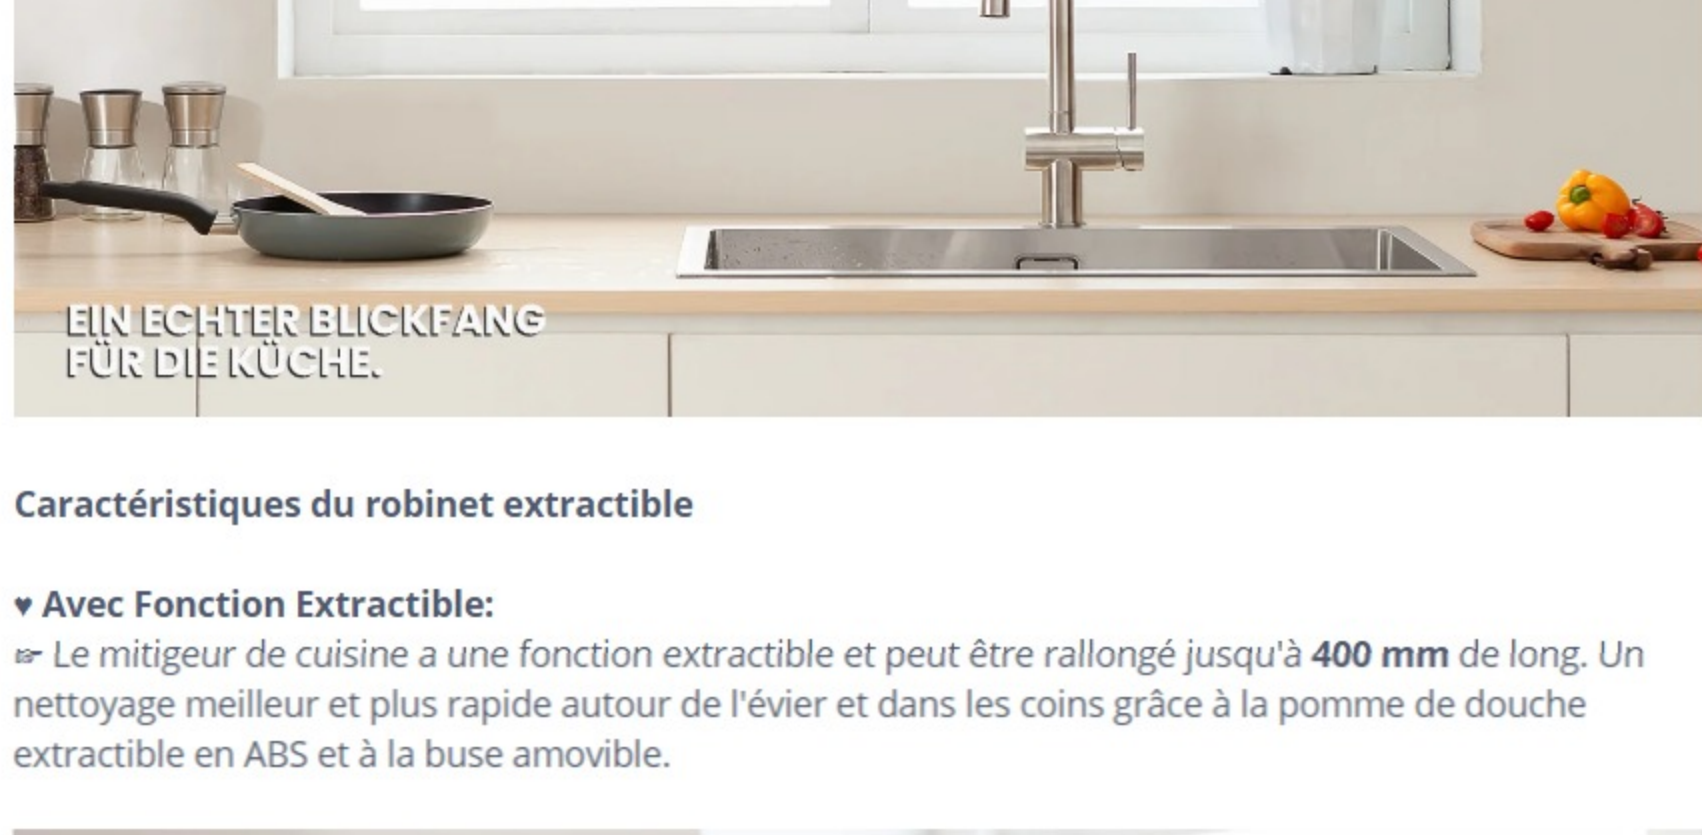 EIN ECHTER BLICKFANG
FÜR DIE KÜCHE.
Caractéristiques du robinet extractible
♥ Avec Fonction Extractible:
☞ Le mitigeur de cuisine a une fonction extractible et peut être rallongé jusqu'à 400 mm de long. Un
nettoyage meilleur et plus rapide autour de l'évier et dans les coins grâce à la pomme de douche
extractible en ABS et à la buse amovible.